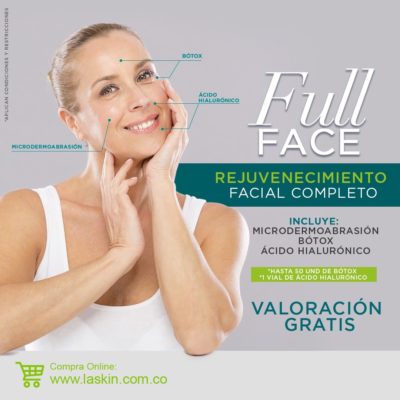 *APLICAN CONDICIONES Y RESTRICCIONES
BÓTOX
ÁCIDO
HIALURÓNICO
MICRODERMOABRASIÓN
Full
FACE
REJUVENECIMIENTO
FACIAL COMPLETO
INCLUYE:
MICRODERMOABRASIÓN
BÓTOX
ÁCIDO HIALURÓNICO
*HASTA 50 UND DE BÓTOX
*1 VIAL DE ÁCIDO HIALURÓNICO
VALORACIÓN
GRATIS
Compra Online:
www.laskin.com.co